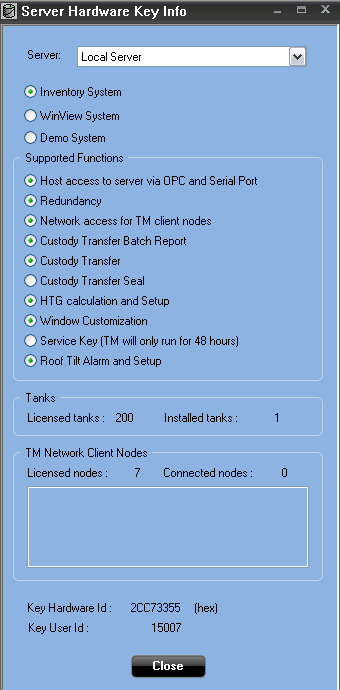 Server Hardware Key Info
Server: Local Server
Inventory System
WinView System
Demo System
Supported Functions
Host access to server via OPC and Serial Port
Redundancy
Network access for TM client nodes
Custody Transfer Batch Report
Custody Transfer
Custody Transfer Seal
HTG calculation and Setup
Window Customization
Service Key (TM will only run for 48 hours)
Roof Tilt Alarm and Setup
Tanks
Licensed tanks : 200 Installed tanks : 1
TM Network Client Nodes
Licensed nodes : 7 Connected nodes : 0
Key Hardware Id : 2CC73355 (hex)
Key User Id : 15007
Close